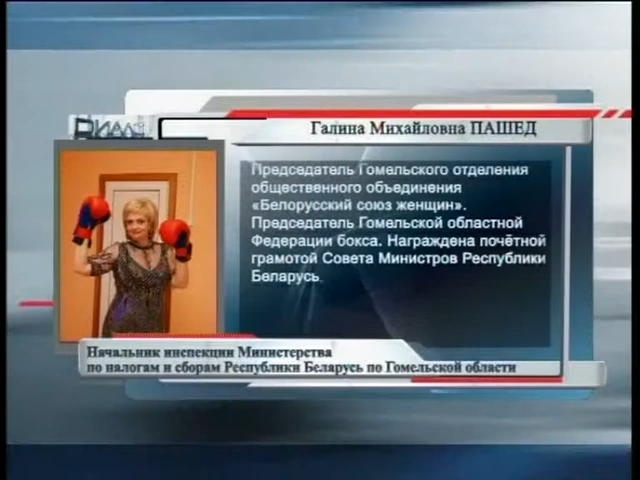 Галина Михайловна ПАШЕД
Председатель Гомельского отделения
общественного объединения
«Белорусский союз женщин».
Председатель Гомельской областной
Федерации бокса. Награждена почётной
грамотой Совета Министров Республики
Беларусь.
Начальник инспекции Министерства
по налогам и сборам Республики Беларусь по Гомельской области